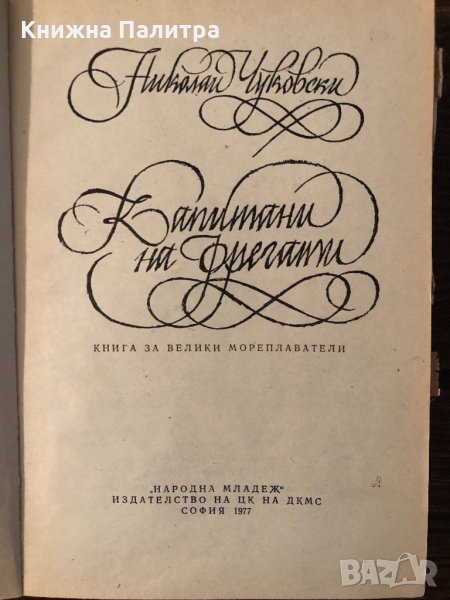 Книжна Палитра
Николай Чуковски
Капитани
на фрегати
КНИГА ЗА ВЕЛИКИ МОРЕПЛАВАТЕЛИ
„НАРОДНА МЛАДЕЖ“
ИЗДАТЕЛСТВО НА ЦК НА ДКМС
СОФИЯ 1977
BAZAR